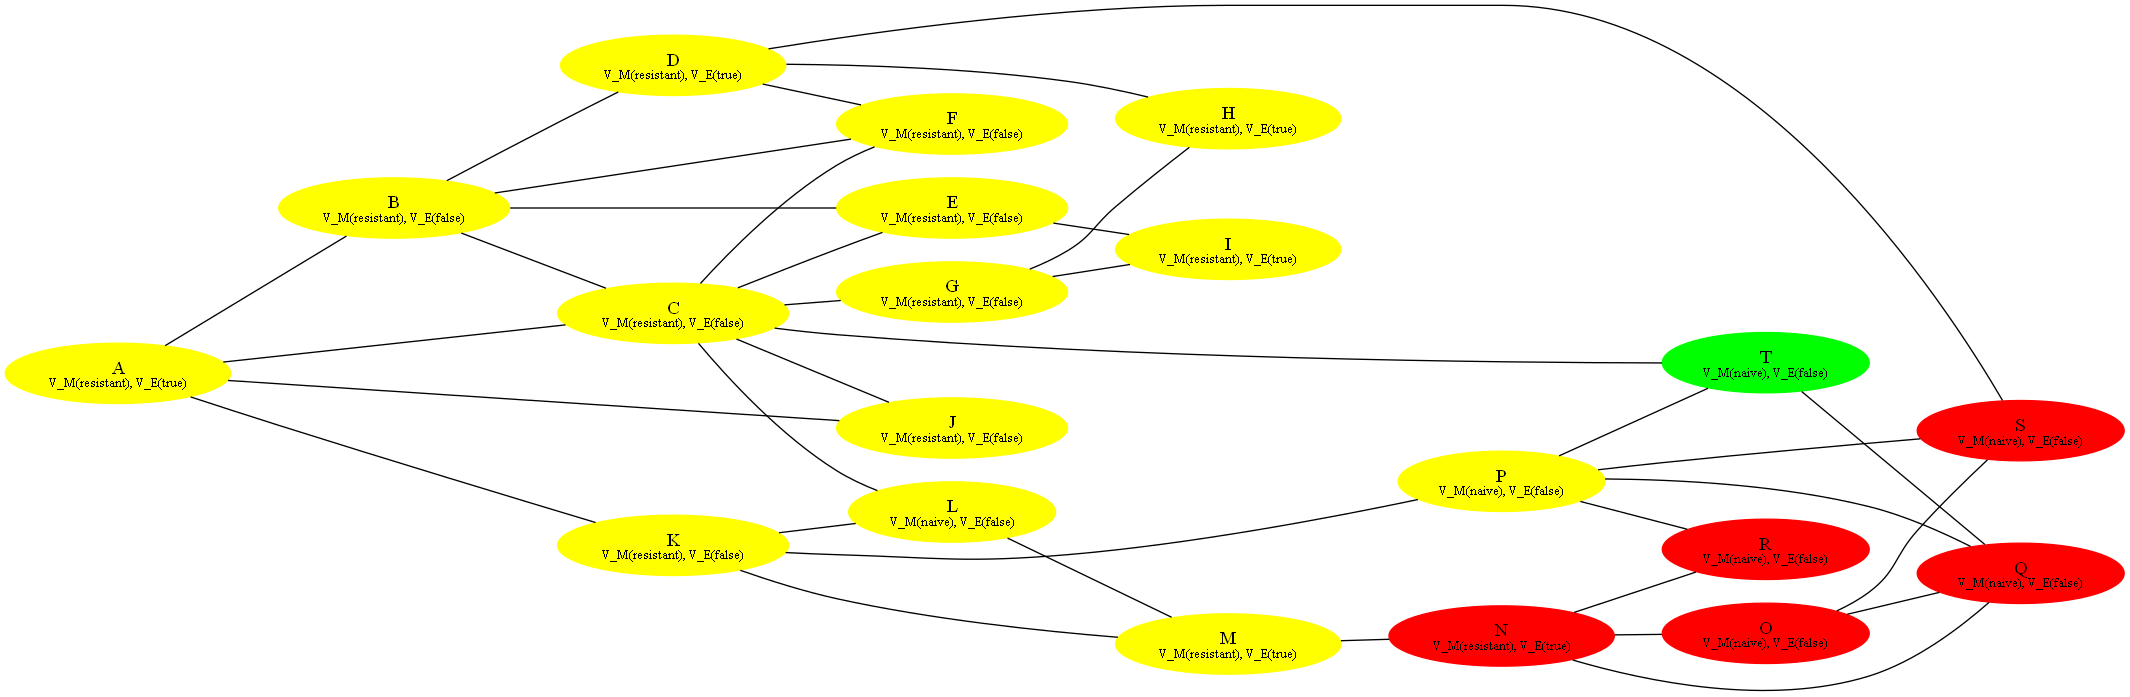 D
V_M(resistant), V_E(true)
F
V_M(resistant), V_E(false)
H
V_M(resistant), V_E(true)
B
V_M(resistant), V_E(false)
E
V_M(resistant), V_E(false)
I
V_M(resistant), V_E(true)
G
V_M(resistant), V_E(false)
C
V_M(resistant), V_E(false)
T
V_M(naive), V_E(false)
A
V_M(resistant), V_E(true)
J
V_M(resistant), V_E(false)
S
V_M(naive), V_E(false)
P
V_M(naive), V_E(false)
L
V_M(naive), V_E(false)
K
V_M(resistant), V_E(false)
R
V_M(naive), V_E(false)
Q
V_M(naive), V_E(false)
M
V_M(resistant), V_E(true)
N
V_M(resistant), V_E(true)
O
V_M(naive), V_E(false)